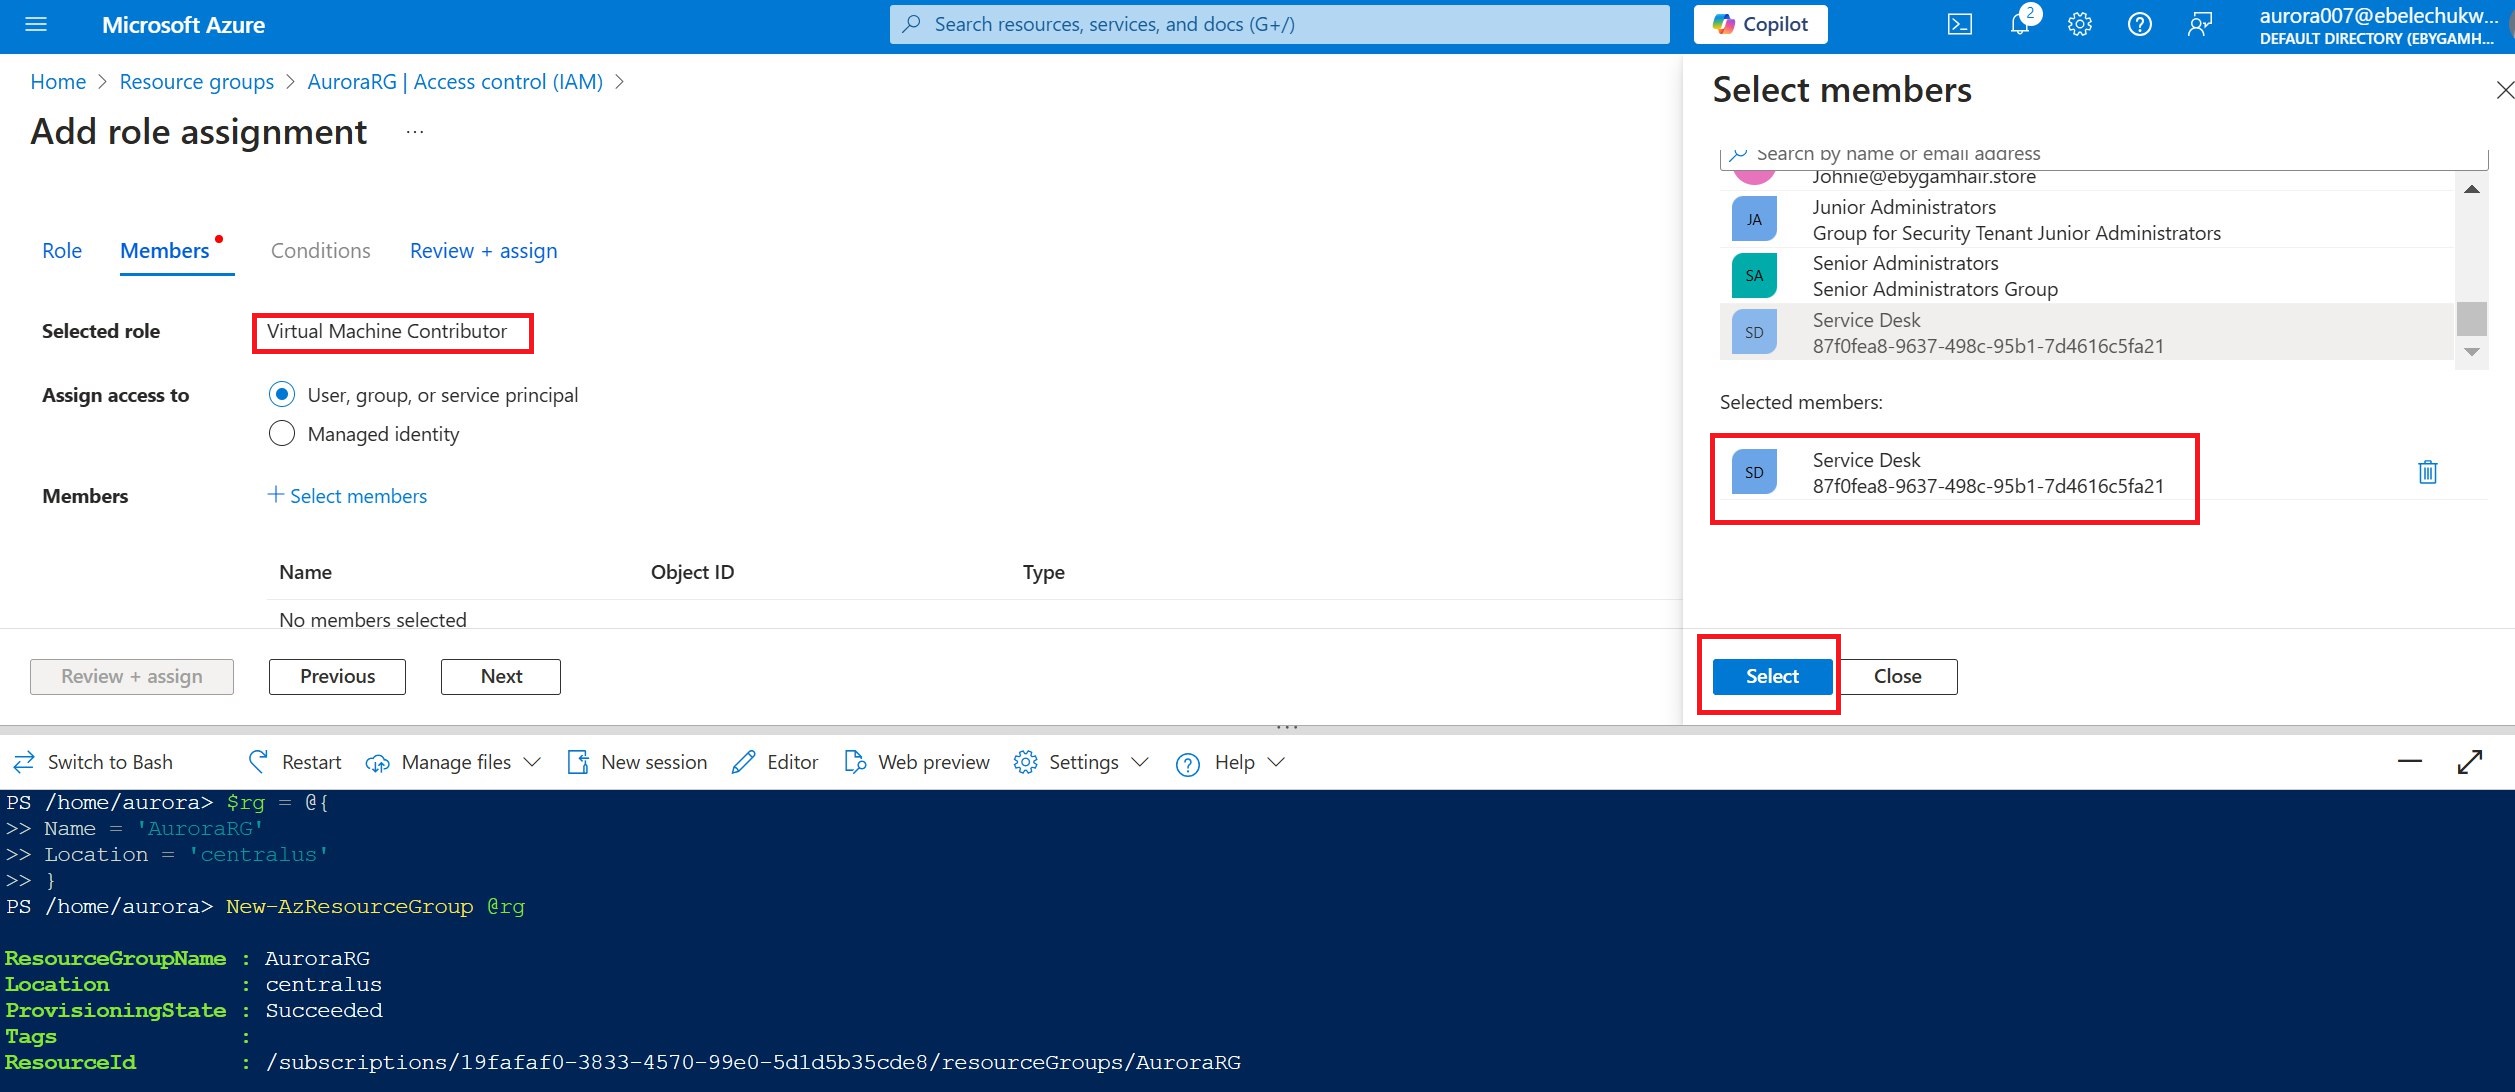 Microsoft Azure
Search resources, services, and docs (G+/)
Copilot
2
aurora007@ebelechukw...
DEFAULT DIRECTORY (EBYGAMH...
Home > Resource groups > AuroraRG | Access control (IAM) >
Add role assignment ...
Role Members Conditions Review + assign
Selected role Virtual Machine Contributor
Assign access to User, group, or service principal
Managed identity
Members + Select members
Name Object ID Type
No members selected
Review + assign Previous Next
Select members
Search by name or email address
Johnie@ebygamhair.store
JA Junior Administrators
Group for Security Tenant Junior Administrators
SA Senior Administrators
Senior Administrators Group
SD Service Desk
87f0fea8-9637-498c-95b1-7d4616c5fa21
Selected members:
SD Service Desk
87f0fea8-9637-498c-95b1-7d4616c5fa21
Select Close
Switch to Bash Restart Manage files New session Editor Web preview Settings Help
PS /home/aurora> $rg = @{
>> Name = 'AuroraRG'
>> Location = 'centralus'
>> }
PS /home/aurora> New-AzResourceGroup @rg
ResourceGroupName : AuroraRG
Location : centralus
ProvisioningState : Succeeded
Tags :
ResourceId : /subscriptions/19fafaf0-3833-4570-99e0-5d1d5b35cde8/resourceGroups/AuroraRG